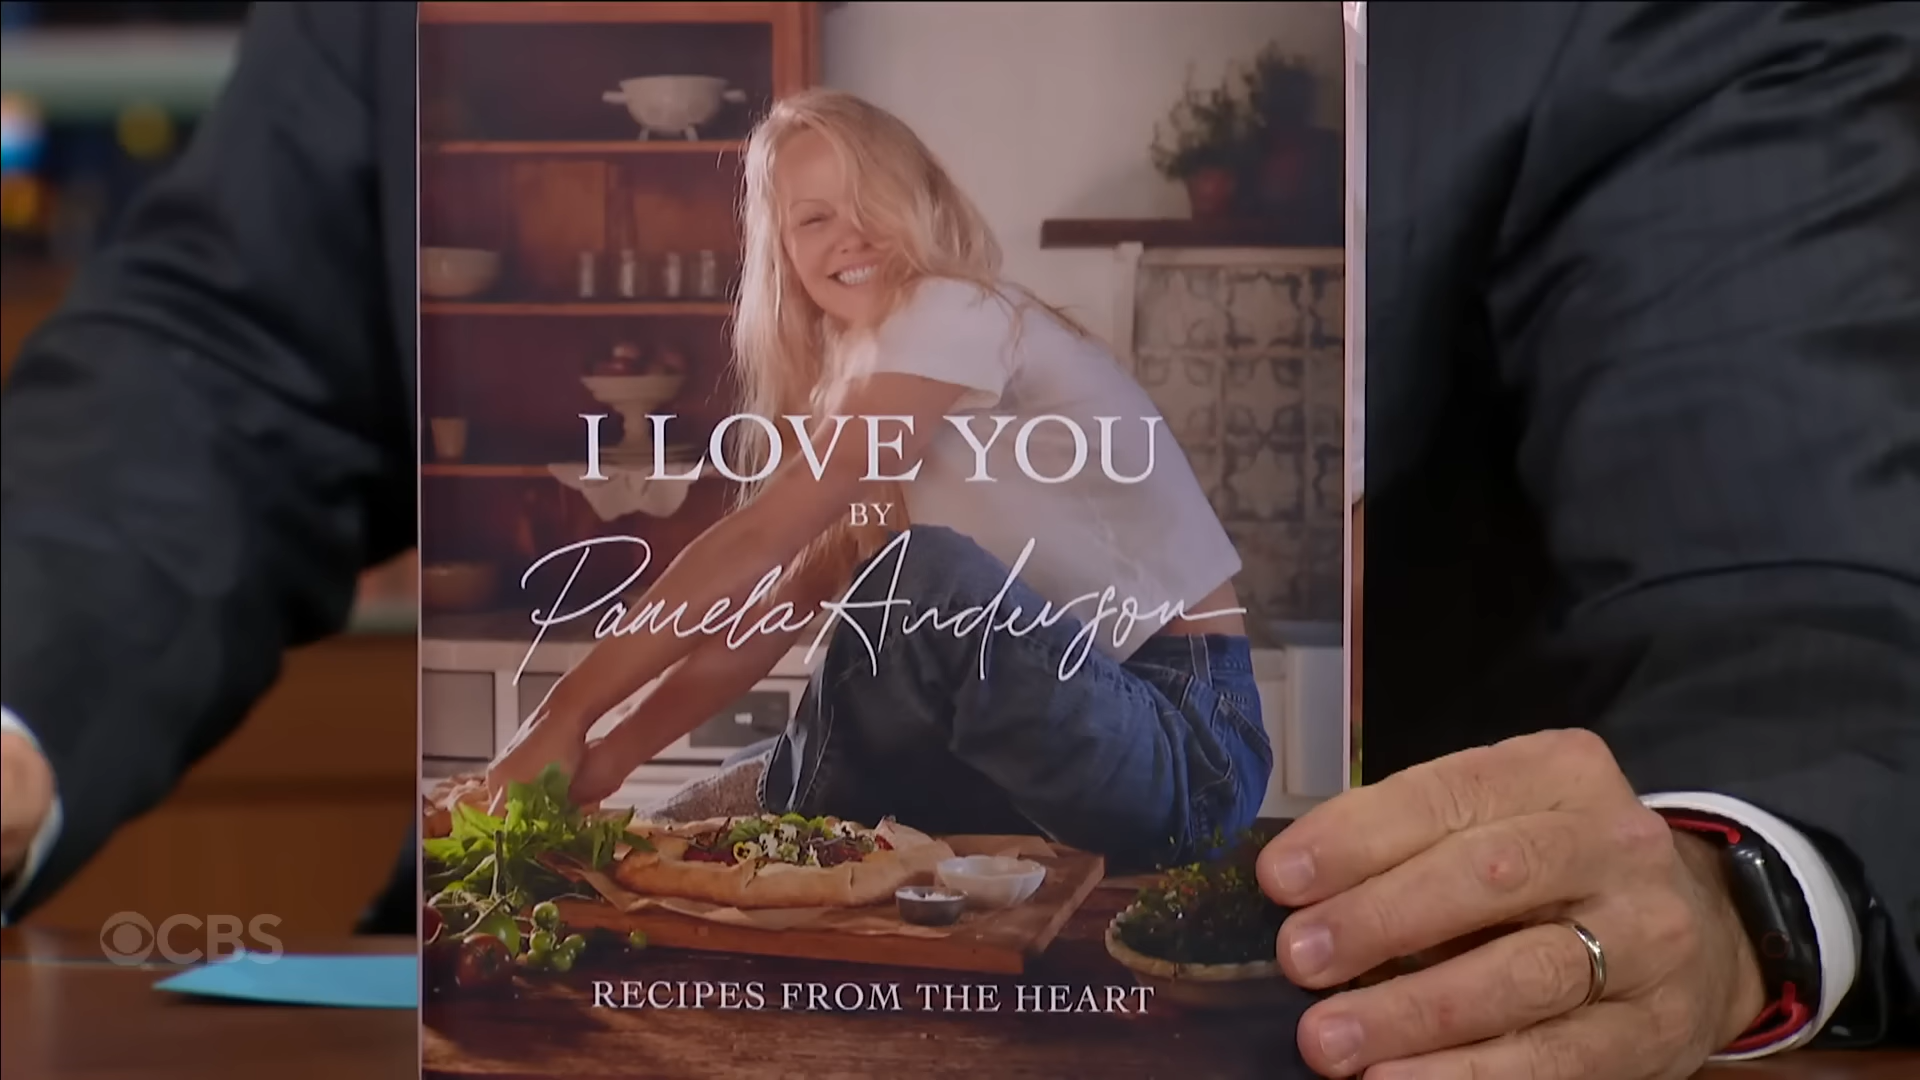 I LOVE YOU
BY
Pamela Anderson
RECIPES FROM THE HEART
CBS